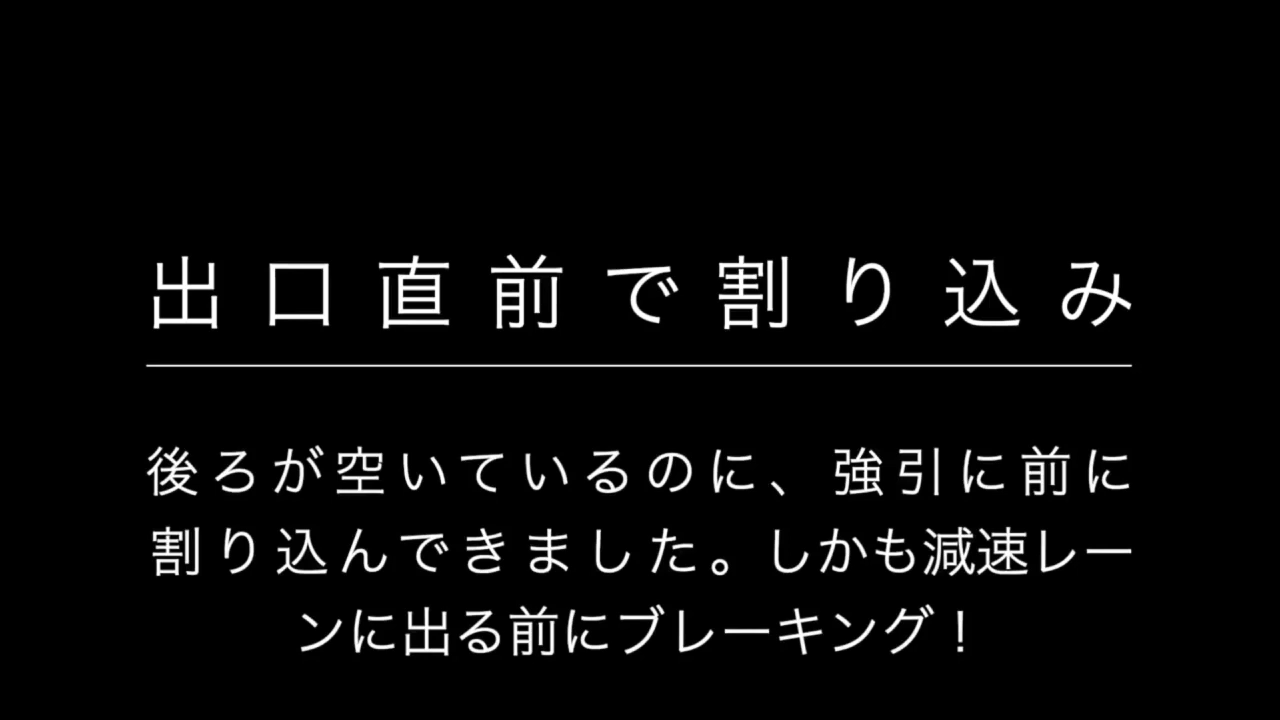 出口直前で割り込み
後ろが空いているのに、強引に前に
割り込んできました。しかも減速レー
ンに出る前にブレーキング！